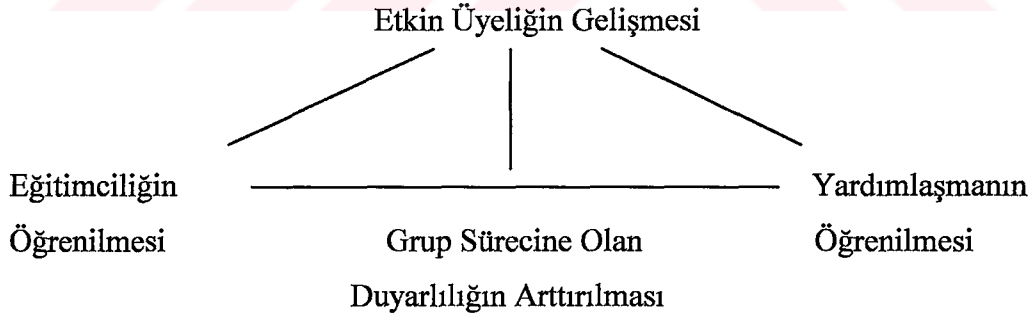 Etkin Üyeliğin Gelişmesi
Eğitimciliğin
Öğrenilmesi
Grup Sürecine Olan
Duyarlılığın Arttırılması
Yardımlaşmanın
Öğrenilmesi